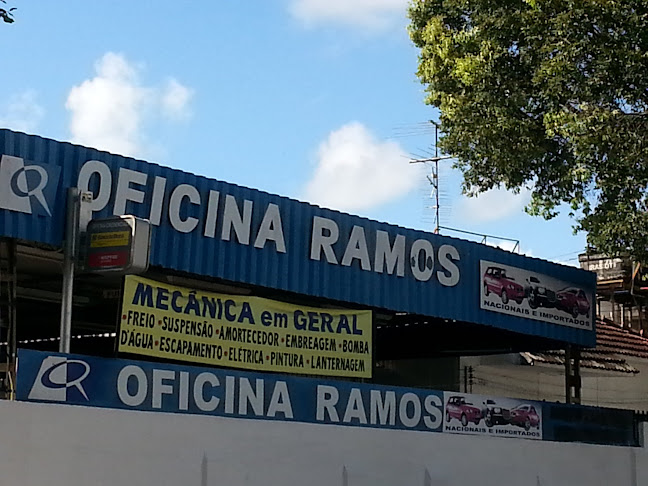 OFICINA RAMOS
NACIONAIS E IMPORTADOS
MECÂNICA em GERAL
•FREIO •SUSPENSÃO •AMORTECEDOR •EMBREAGEM •BOMBA
D'ÁGUA •ESCAPAMENTO •ELÉTRICA •PINTURA •LANTERNAGEM
OFICINA RAMOS
NACIONAIS E IMPORTADOS